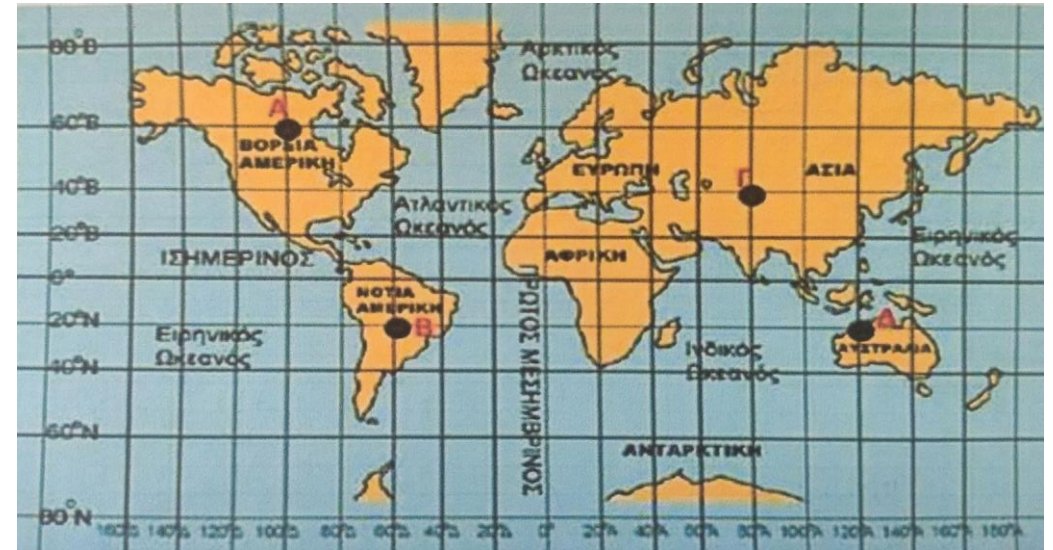 80°Β
Αρκτικός
Ωκεανός
Α
60°Β
ΒΟΡΕΙΑ
ΑΜΕΡΙΚΗ
ΕΥΡΩΠΗ
ΑΣΙΑ
Γ
40°Β
Ατλαντικός
Ωκεανός
20°Β
Ειρηνικός
Ωκεανός
ΙΣΗΜΕΡΙΝΟΣ
ΑΦΡΙΚΗ
0°
ΝΟΤΙΑ
ΑΜΕΡΙΚΗ
Β
20°Ν
Δ
Ειρηνικός
Ωκεανός
ΠΡΩΤΟΣ ΜΕΣΗΜΒΡΙΝΟΣ
Ινδικός
Ωκεανός
ΑΥΣΤΡΑΛΙΑ
40°Ν
60°Ν
ΑΝΤΑΡΚΤΙΚΗ
80°Ν
160°Δ 140°Δ 120°Δ 100°Δ 80°Δ 60°Δ 40°Δ 20°Δ 0° 20°Α 40°Α 60°Α 80°Α 100°Α 120°Α 140°Α 160°Α 180°Α